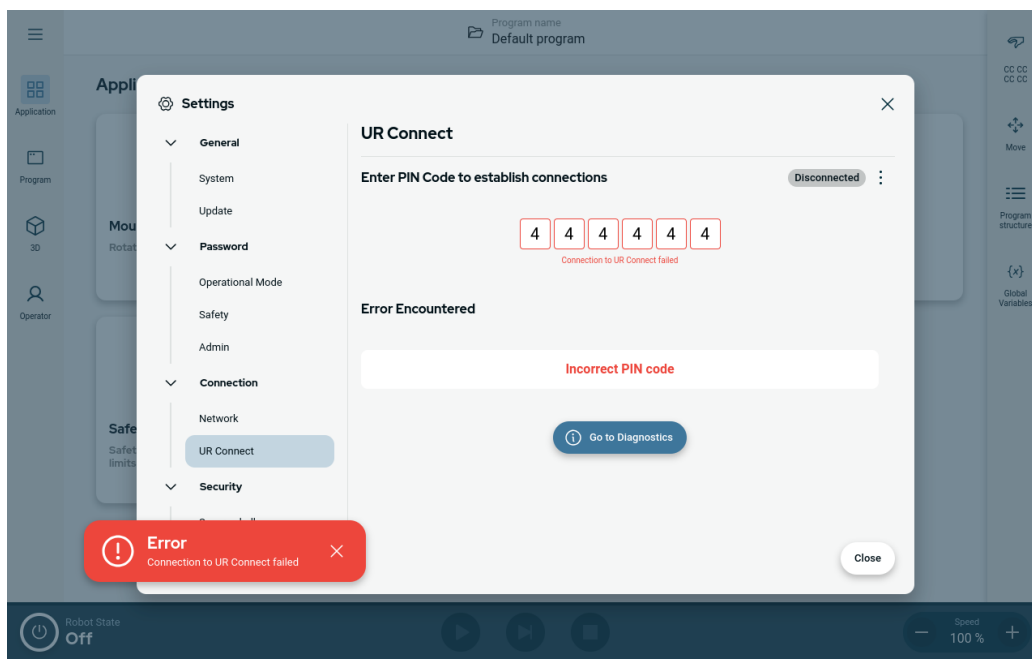 Program name
Default program
Application
Program
3D
Operator
Appli
Mou
Rotat
Safe
Safet
limits
Settings
General
System
Update
Password
Operational Mode
Safety
Admin
Connection
Network
UR Connect
Security
UR Connect
Enter PIN Code to establish connections
Disconnected
4 4 4 4 4 4
Connection to UR Connect failed
Error Encountered
Incorrect PIN code
Go to Diagnostics
Close
Error
Connection to UR Connect failed
CC CC
CC CC
Move
Program
structure
{x}
Global
Variables
Robot State
Off
Speed
100 %